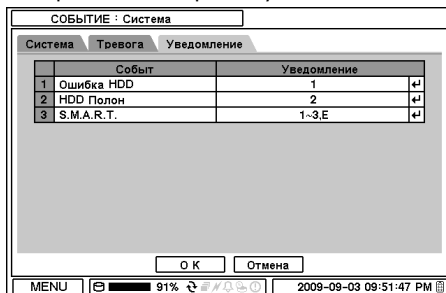 СОБЫТИЕ : Система
Система Тревога Уведомление
Событ Уведомление
1 Ошибка HDD 1
2 HDD Полон 2
3 S.M.A.R.T. 1~3,E
O K Отмена
MENU 91% 2009-09-03 09:51:47 PM